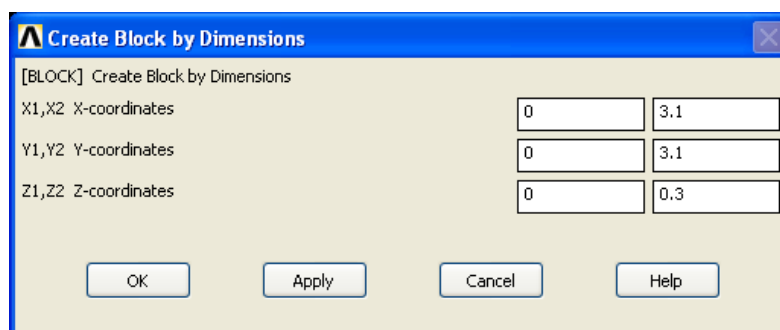 Λ Create Block by Dimensions
[BLOCK] Create Block by Dimensions
X1,X2 X-coordinates 0 3.1
Y1,Y2 Y-coordinates 0 3.1
Z1,Z2 Z-coordinates 0 0.3
OK Apply Cancel Help